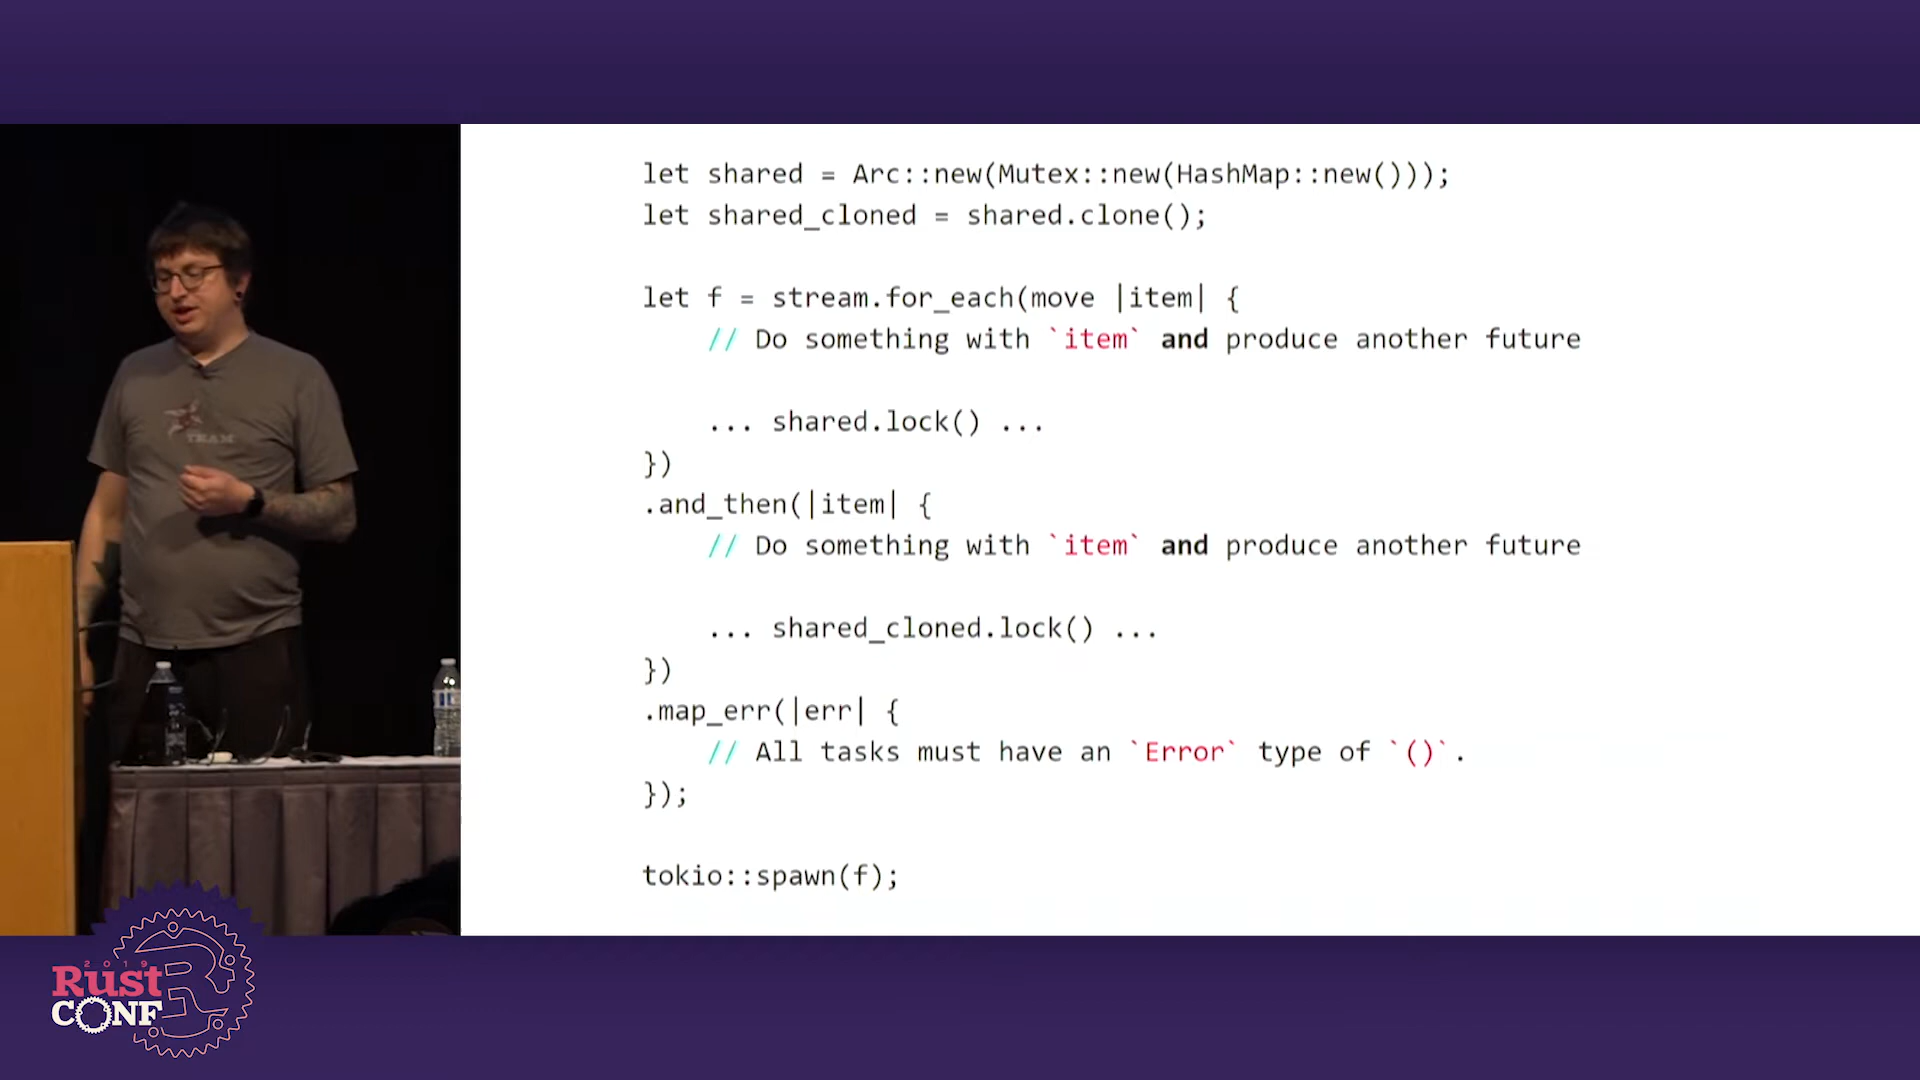 let shared = Arc::new(Mutex::new(HashMap::new()));
let shared_cloned = shared.clone();
let f = stream.for_each(move |item| {
// Do something with `item` and produce another future
... shared.lock() ...
})
.and_then(|item| {
// Do something with `item` and produce another future
... shared_cloned.lock() ...
})
.map_err(|err| {
// All tasks must have an `Error` type of `()`.
});
tokio::spawn(f);
TEAM
2019
Rust
CONF
R